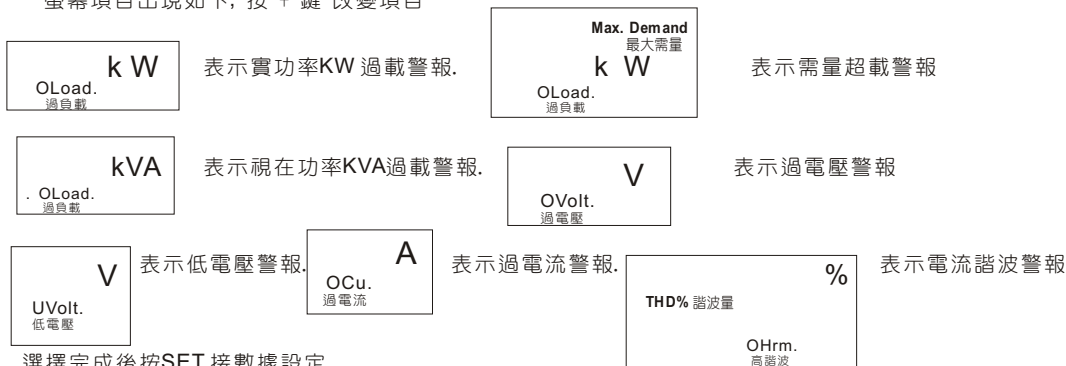 螢幕項目出現如下, 按 "+"鍵 改變項目
k W
OLoad.
過負載
表示實功率KW 過載警報.
Max. Demand
最大需量
k W
OLoad.
過負載
表示需量超載警報
kVA
. OLoad.
過負載
表示視在功率KVA過載警報.
V
OVolt.
過電壓
表示過電壓警報
V
UVolt.
低電壓
表示低電壓警報.
A
OCu.
過電流
表示過電流警報.
%
THD% 諧波量
OHrm.
高諧波
表示電流諧波警報
選擇完成後按SET 接數據設定